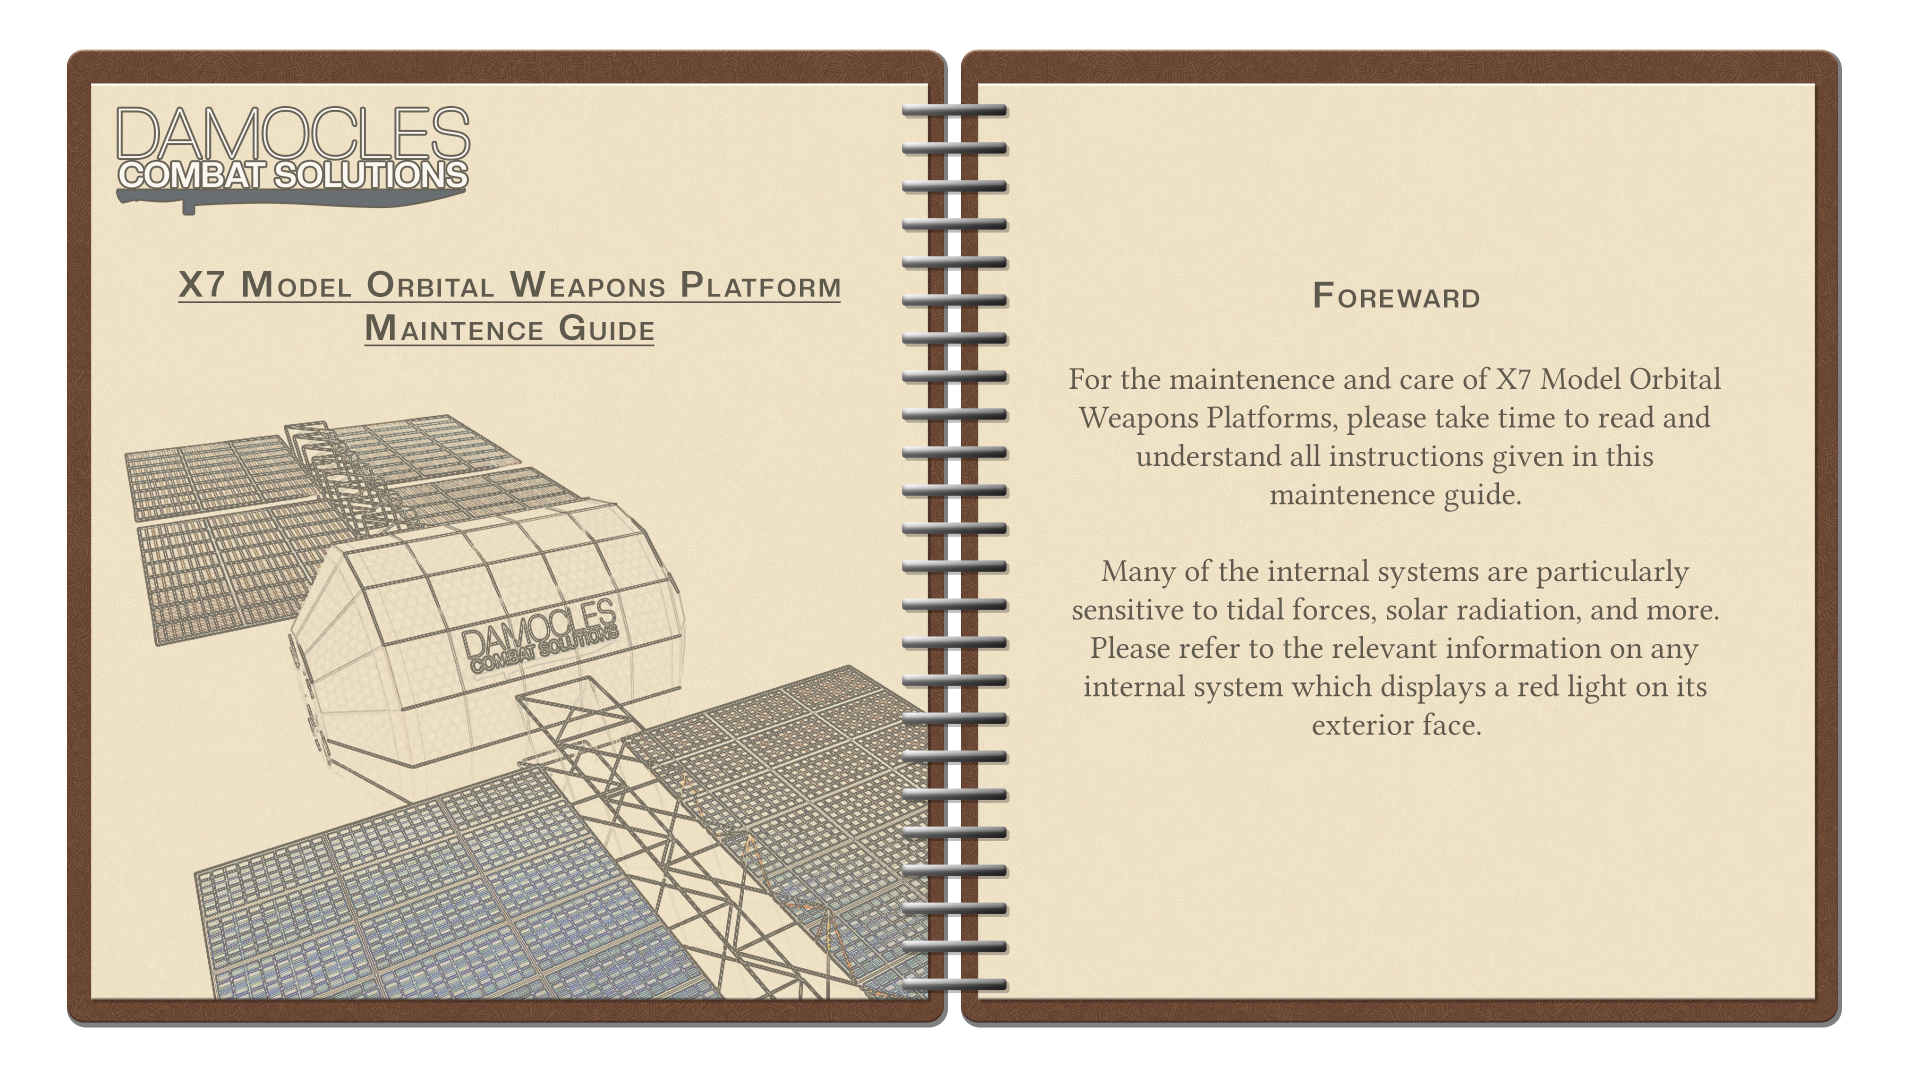 DAMOCLES
COMBAT SOLUTIONS
X7 Model Orbital Weapons Platform
Maintence Guide
DAMOCLES
COMBAT SOLUTIONS
Foreward
For the maintenence and care of X7 Model Orbital
Weapons Platforms, please take time to read and
understand all instructions given in this
maintenence guide.
Many of the internal systems are particularly
sensitive to tidal forces, solar radiation, and more.
Please refer to the relevant information on any
internal system which displays a red light on its
exterior face.